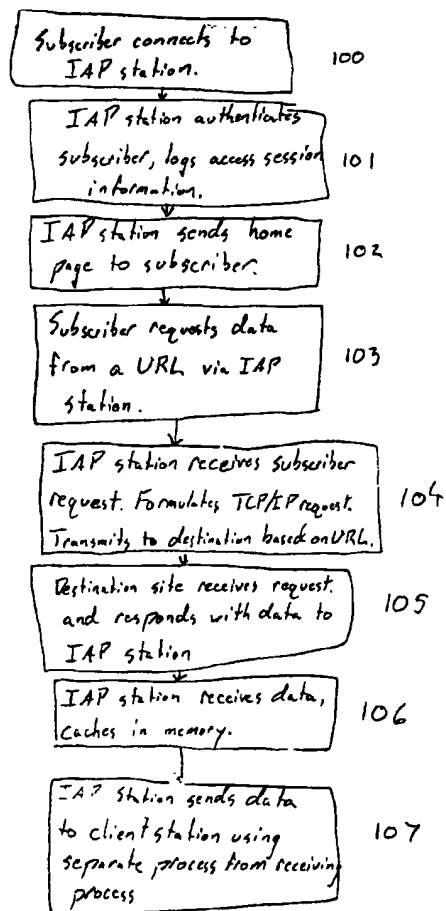 Subscriber connects to
IAP station.
100
IAP station authenticates
subscriber, logs access session
information.
101
IAP station sends home
page to subscriber.
102
Subscriber requests data
from a URL via IAP
station.
103
IAP station receives subscriber
request. Formulates TCP/IP request.
Transmits to destination based on URL.
104
Destination site receives request.
and responds with data to
IAP station
105
IAP station receives data,
caches in memory.
106
IAP station sends data
to client station using
separate process from receiving
process
107